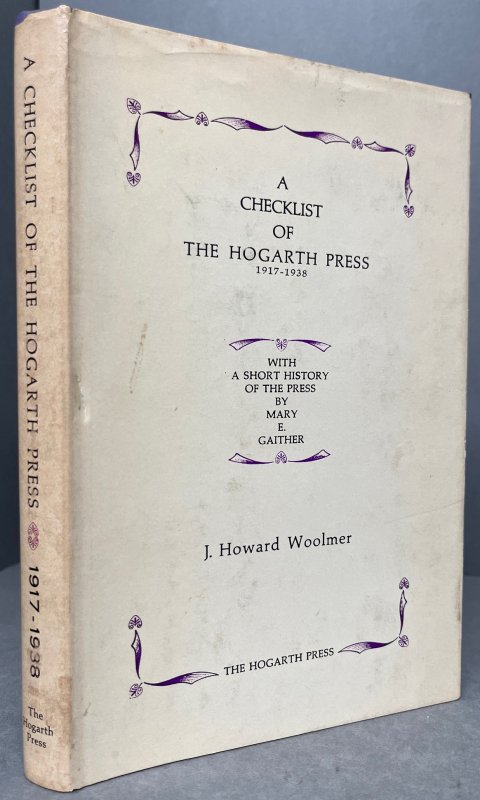 A CHECKLIST OF THE HOGARTH PRESS 1917-1938
The
Hogarth
Press
A
CHECKLIST
OF
THE HOGARTH PRESS
1917-1938
WITH
A SHORT HISTORY
OF THE PRESS
BY
MARY
E.
GAITHER
J. Howard Woolmer
THE HOGARTH PRESS